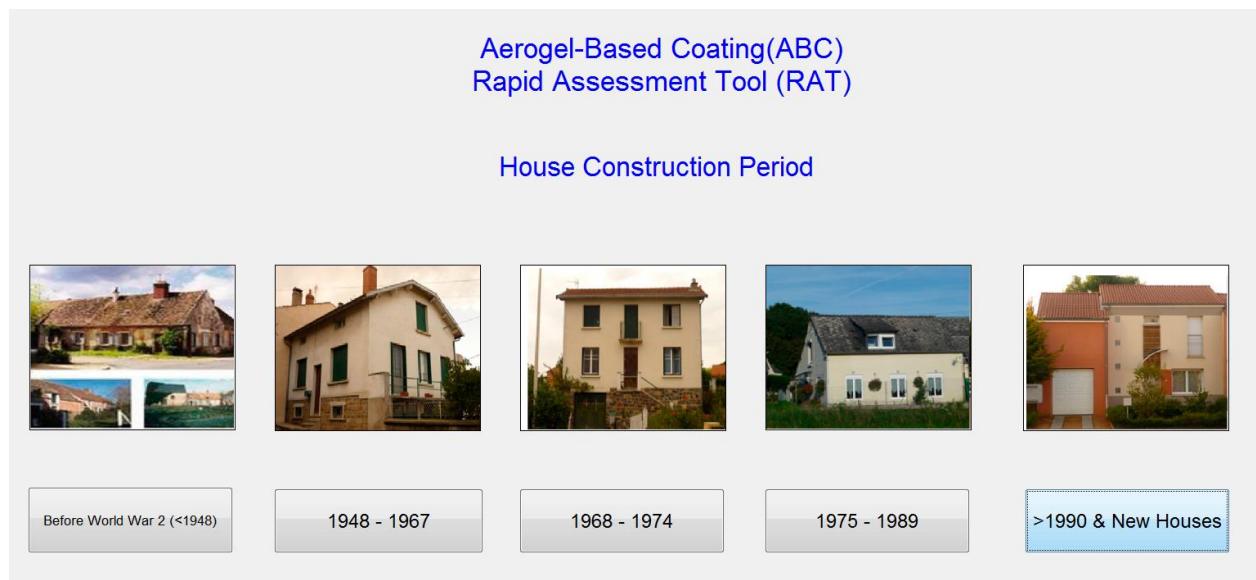 Aerogel-Based Coating(ABC)
Rapid Assessment Tool (RAT)
House Construction Period
Before World War 2 (<1948)
1948 - 1967
1968 - 1974
1975 - 1989
>1990 & New Houses